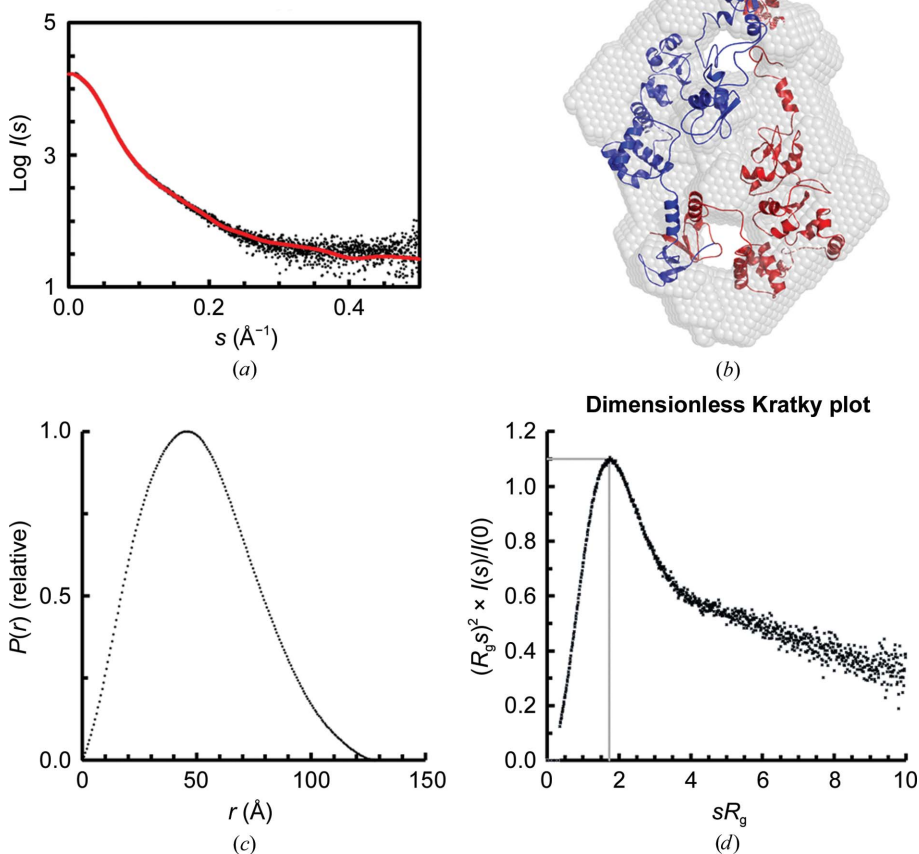 5
3
1
Log I(s)
0.0 0.2 0.4
s (Å⁻¹)
(a)
(b)
1.0
0.5
0.0
P(r) (relative)
0 50 100 150
r (Å)
(c)
Dimensionless Kratky plot
1.2
1.0
0.8
0.6
0.4
0.2
0.0
(Rgs)² × I(s)/I(0)
0 2 4 6 8 10
sRg
(d)